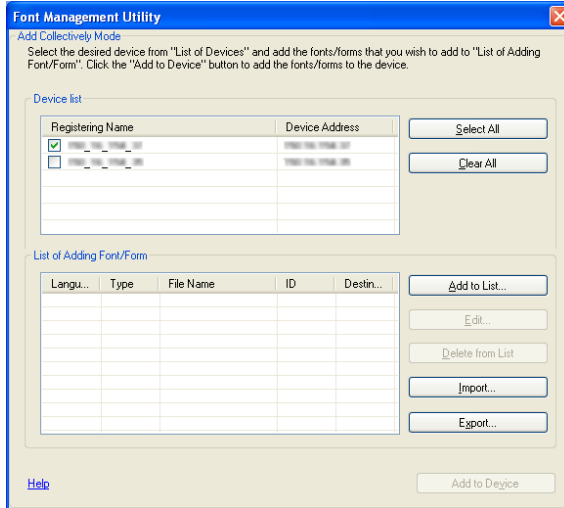 Font Management Utility
Add Collectively Mode
Select the desired device from "List of Devices" and add the fonts/forms that you wish to add to "List of Adding
Font/Form". Click the "Add to Device" button to add the fonts/forms to the device.
Device list
Registering Name Device Address
Select All
Clear All
List of Adding Font/Form
Langu... Type File Name ID Destin...
Add to List...
Edit...
Delete from List
Import...
Export...
Help
Add to Device